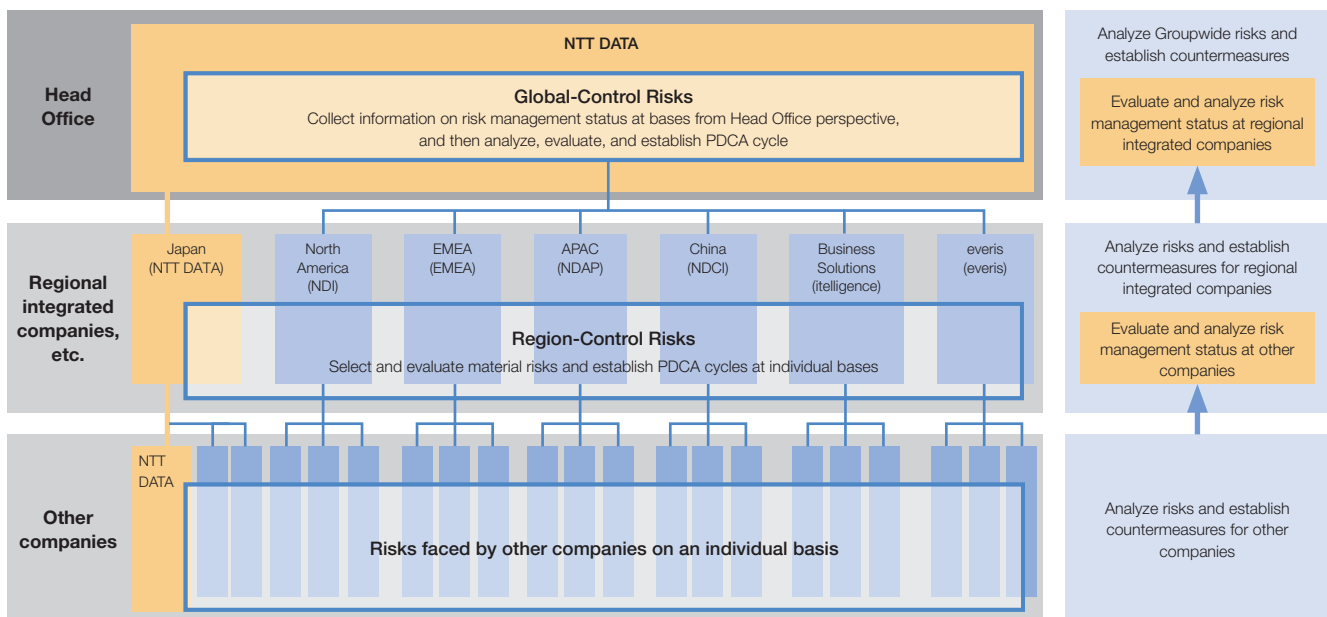 NTT DATA
Head
Office
Global-Control Risks
Collect information on risk management status at bases from Head Office perspective,
and then analyze, evaluate, and establish PDCA cycle
Analyze Groupwide risks and
establish countermeasures
Evaluate and analyze risk
management status at regional
integrated companies
Regional
integrated
companies,
etc.
Japan
(NTT DATA)
North
America
(NDI)
EMEA
(EMEA)
APAC
(NDAP)
China
(NDCI)
Business
Solutions
(itelligence)
everis
(everis)
Region-Control Risks
Select and evaluate material risks and establish PDCA cycles at individual bases
Analyze risks and establish
countermeasures for regional
integrated companies
Evaluate and analyze risk
management status at other
companies
Other
companies
NTT
DATA
Risks faced by other companies on an individual basis
Analyze risks and establish
countermeasures for other
companies